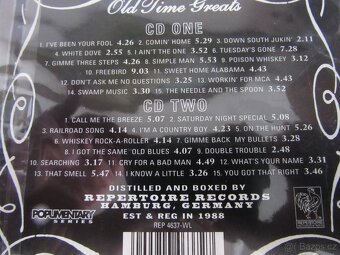 Old Time Greats
CD ONE
1. I'VE BEEN YOUR FOOL 4.26 2. COMIN' HOME 5.29 3. DOWN SOUTH JUKIN' 2.11
4. WHITE DOVE 2.55 5. I AIN'T THE ONE 3.52 6. TUESDAY'S GONE 7.28
7. GIMME THREE STEPS 4.26 8. SIMPLE MAN 5.53 9. POISON WHISKEY 3.11
10. FREEBIRD 9.03 11. SWEET HOME ALABAMA 4.43
12. DON'T ASK ME NO QUESTIONS 3.25 13. WORKIN' FOR MCA 4.43
14. SWAMP MUSIC 3.30 15. THE NEEDLE AND THE SPOON 3.52
CD TWO
1. CALL ME THE BREEZE 5.07 2. SATURDAY NIGHT SPECIAL 5.08
3. RAILROAD SONG 4.14 4. I'M A COUNTRY BOY 4.23 5. ON THE HUNT 5.26
6. WHISKEY ROCK-A-ROLLER 4.14 7. GIMME BACK MY BULLETS 3.28
8. I GOT THE SAME OLD BLUES 4.07 9. DOUBLE TROUBLE 2.48
10. SEARCHING 3.17 11. CRY FOR A BAD MAN 4.49 12. WHAT'S YOUR NAME 3.31
13. THAT SMELL 5.47 14. I KNOW A LITTLE 3.26 15. YOU GOT THAT RIGHT 3.46
DISTILLED AND BOXED BY
REPERTOIRE RECORDS
HAMBURG, GERMANY
EST & REG IN 1988
REP 4637-WL
POPUMENTARY
SERIES